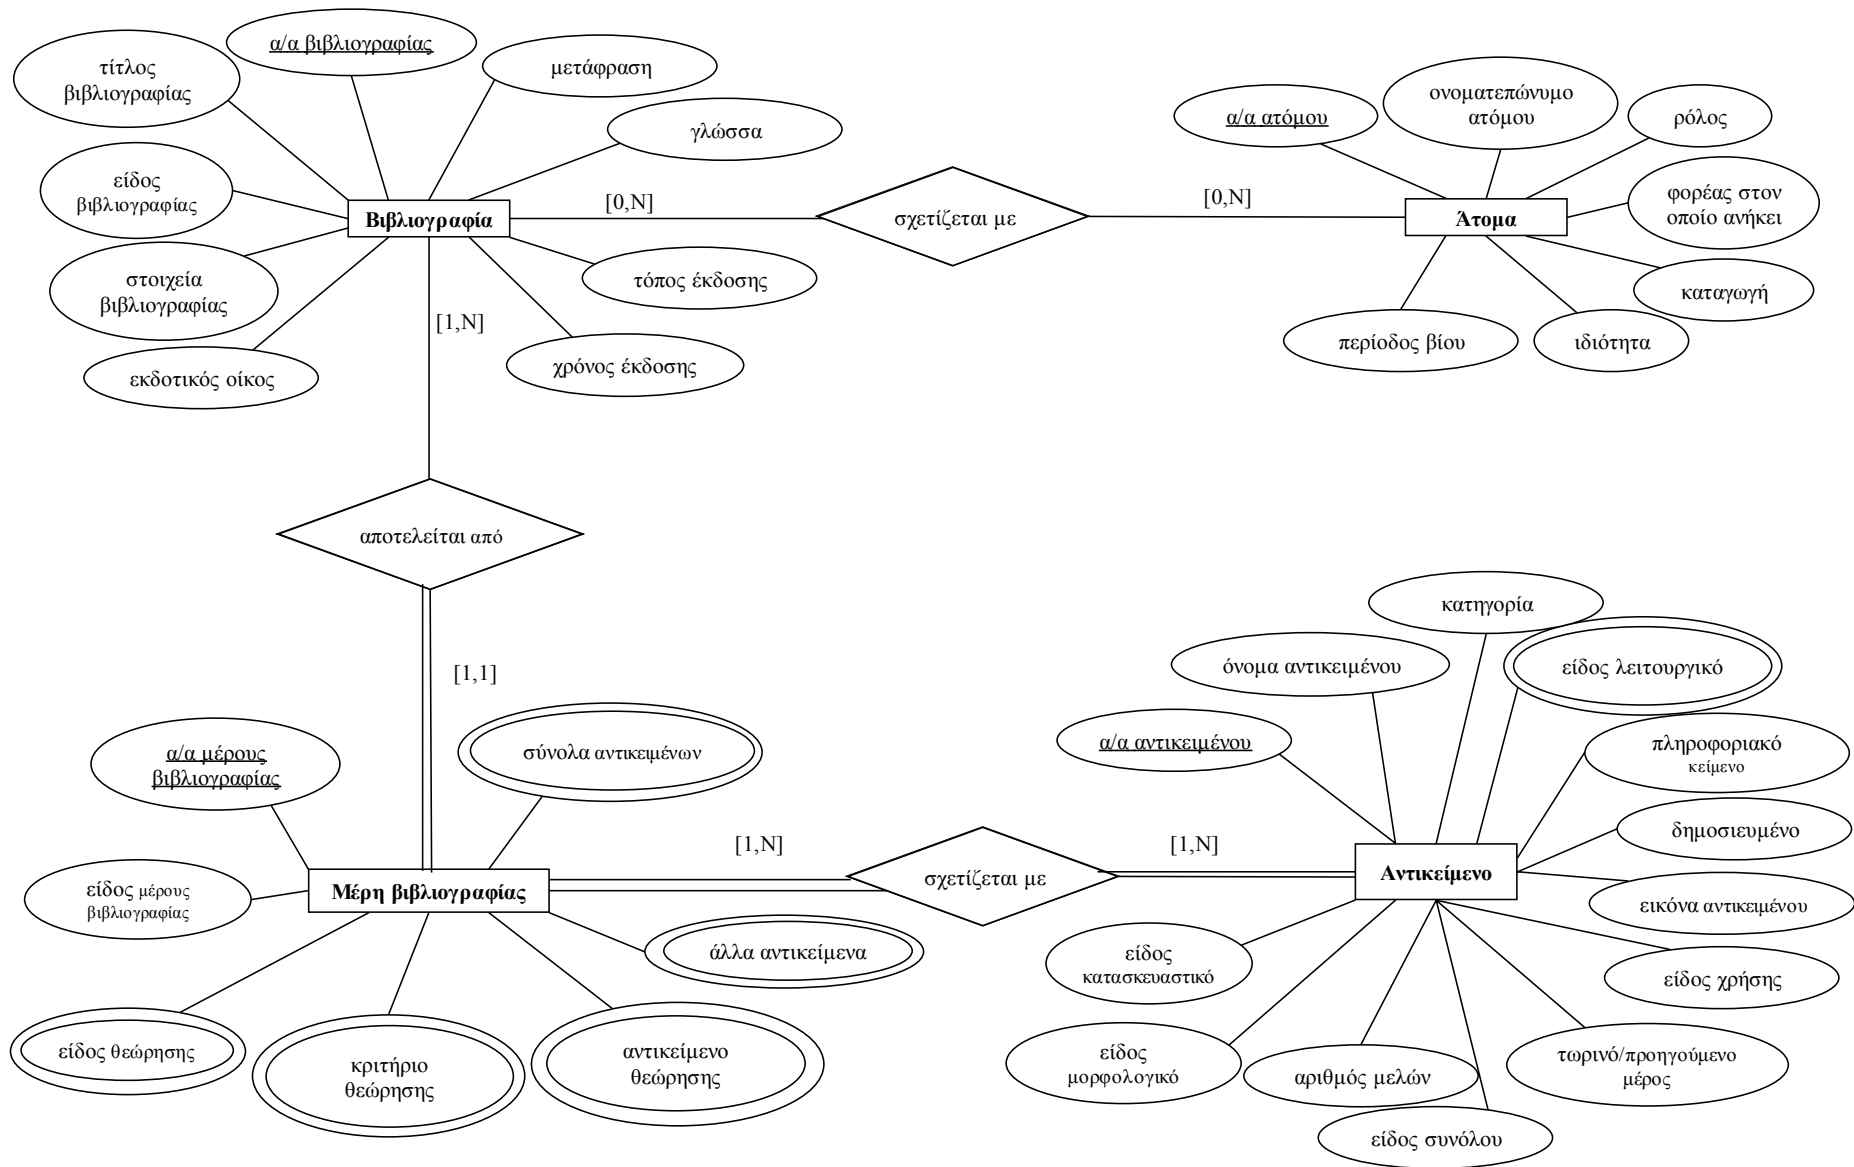 α/α βιβλιογραφίας
τίτλος
βιβλιογραφίας
μετάφραση
γλώσσα
είδος
βιβλιογραφίας
Βιβλιογραφία
[0,N]
σχετίζεται με
[0,N]
στοιχεία
βιβλιογραφίας
τόπος έκδοσης
[1,N]
εκδοτικός οίκος
χρόνος έκδοσης
α/α ατόμου
ονοματεπώνυμο
ατόμου
ρόλος
φορέας στον
οποίο ανήκει
Άτομα
καταγωγή
περίοδος βίου
ιδιότητα
αποτελείται από
[1,1]
α/α μέρους
βιβλιογραφίας
σύνολα αντικειμένων
είδος μέρους
βιβλιογραφίας
Μέρη βιβλιογραφίας
[1,N]
σχετίζεται με
[1,N]
άλλα αντικείμενα
είδος θεώρησης
κριτήριο
θεώρησης
αντικείμενο
θεώρησης
κατηγορία
όνομα αντικειμένου
είδος λειτουργικό
α/α αντικειμένου
πληροφοριακό
κείμενο
δημοσιευμένο
Αντικείμενο
εικόνα αντικειμένου
είδος
κατασκευαστικό
είδος χρήσης
είδος
μορφολογικό
αριθμός μελών
τωρινό/προηγούμενο
μέρος
είδος συνόλου